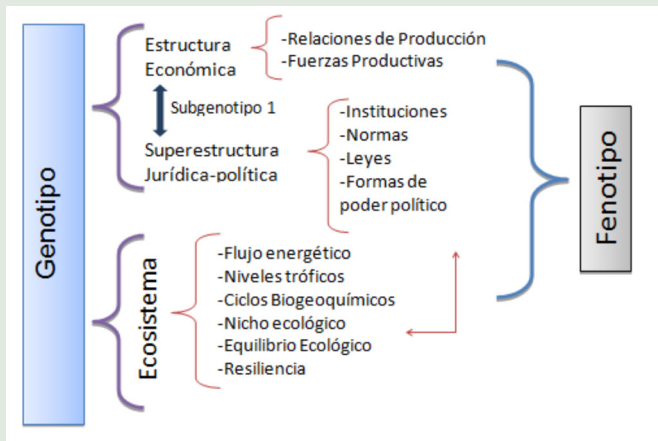 Genotipo
Estructura
Económica
-Relaciones de Producción
-Fuerzas Productivas
Subgenotipo 1
Superestructura
Jurídica-política
-Instituciones
-Normas
-Leyes
-Formas de
poder político
Ecosistema
-Flujo energético
-Niveles tróficos
-Ciclos Biogeoquímicos
-Nicho ecológico
-Equilibrio Ecológico
-Resiliencia
Fenotipo